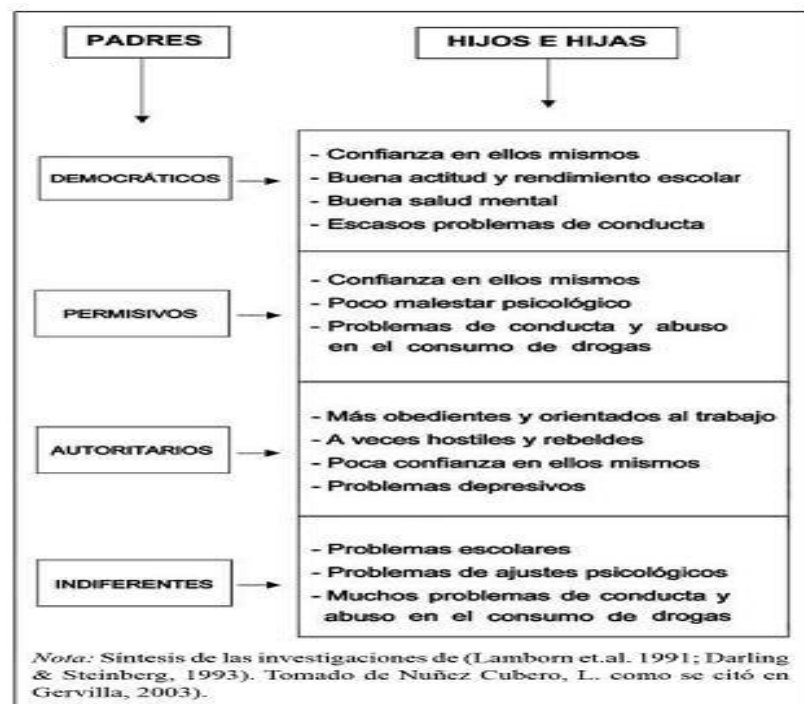 PADRES
HIJOS E HIJAS
DEMOCRÁTICOS
- Confianza en ellos mismos
- Buena actitud y rendimiento escolar
- Buena salud mental
- Escasos problemas de conducta
PERMISIVOS
- Confianza en ellos mismos
- Poco malestar psicológico
- Problemas de conducta y abuso
en el consumo de drogas
AUTORITARIOS
- Más obedientes y orientados al trabajo
- A veces hostiles y rebeldes
- Poca confianza en ellos mismos
- Problemas depresivos
INDIFERENTES
- Problemas escolares
- Problemas de ajustes psicológicos
- Muchos problemas de conducta y
abuso en el consumo de drogas
Nota: Síntesis de las investigaciones de (Lamborn et.al. 1991; Darling
& Steinberg, 1993). Tomado de Nuñez Cubero, L. como se citó en
Gervilla, 2003).